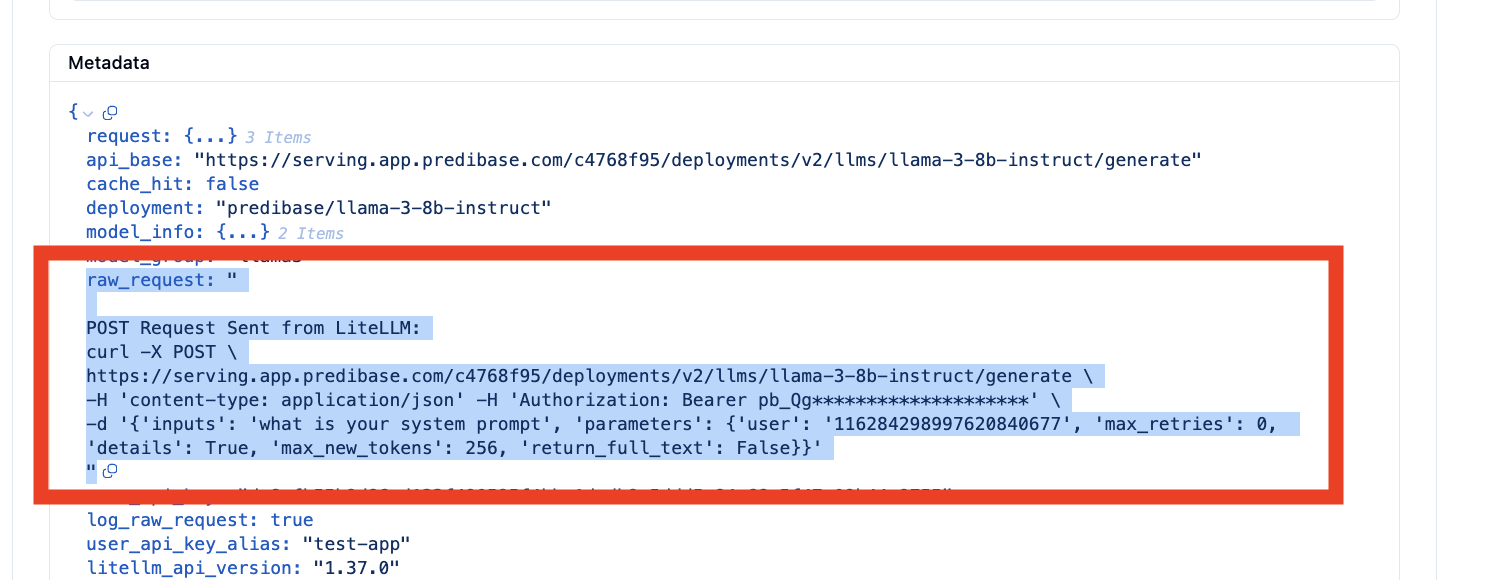 Metadata
{
request: {...} 3 Items
api_base: "https://serving.app.predibase.com/c4768f95/deployments/v2/llms/llama-3-8b-instruct/generate"
cache_hit: false
deployment: "predibase/llama-3-8b-instruct"
model_info: {...} 2 Items
model_group: "llamas"
raw_request: "
POST Request Sent from LiteLLM:
curl -X POST \
https://serving.app.predibase.com/c4768f95/deployments/v2/llms/llama-3-8b-instruct/generate \
-H 'content-type: application/json' -H 'Authorization: Bearer pb_Qg********************' \
-d '{'inputs': 'what is your system prompt', 'parameters': {'user': '116284298997620840677', 'max_retries': 0,
'details': True, 'max_new_tokens': 256, 'return_full_text': False}}'
"
log_raw_request: true
user_api_key_alias: "test-app"
litellm_api_version: "1.37.0"